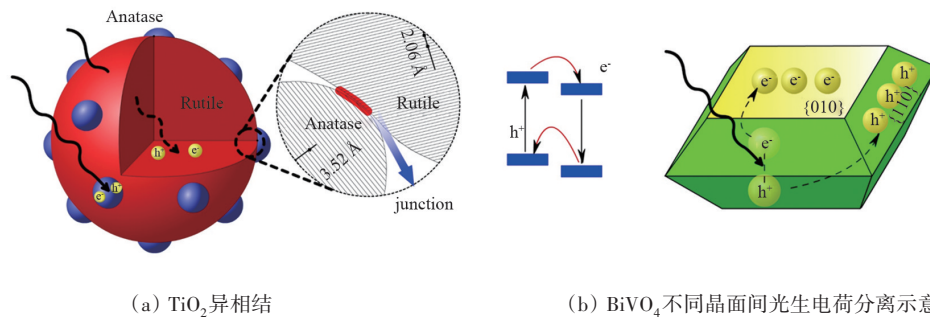 Anatase
Rutile
h⁺
e⁻
e⁻
h⁺
2.06 Å
Rutile
Anatase
3.52 Å
junction
e⁻
h⁺
e⁻
e⁻
e⁻
{010}
h⁺
h⁺
h⁺
{110}
e⁻
h⁺
(a) TiO₂异相结
(b) BiVO₄不同晶面间光生电荷分离示意